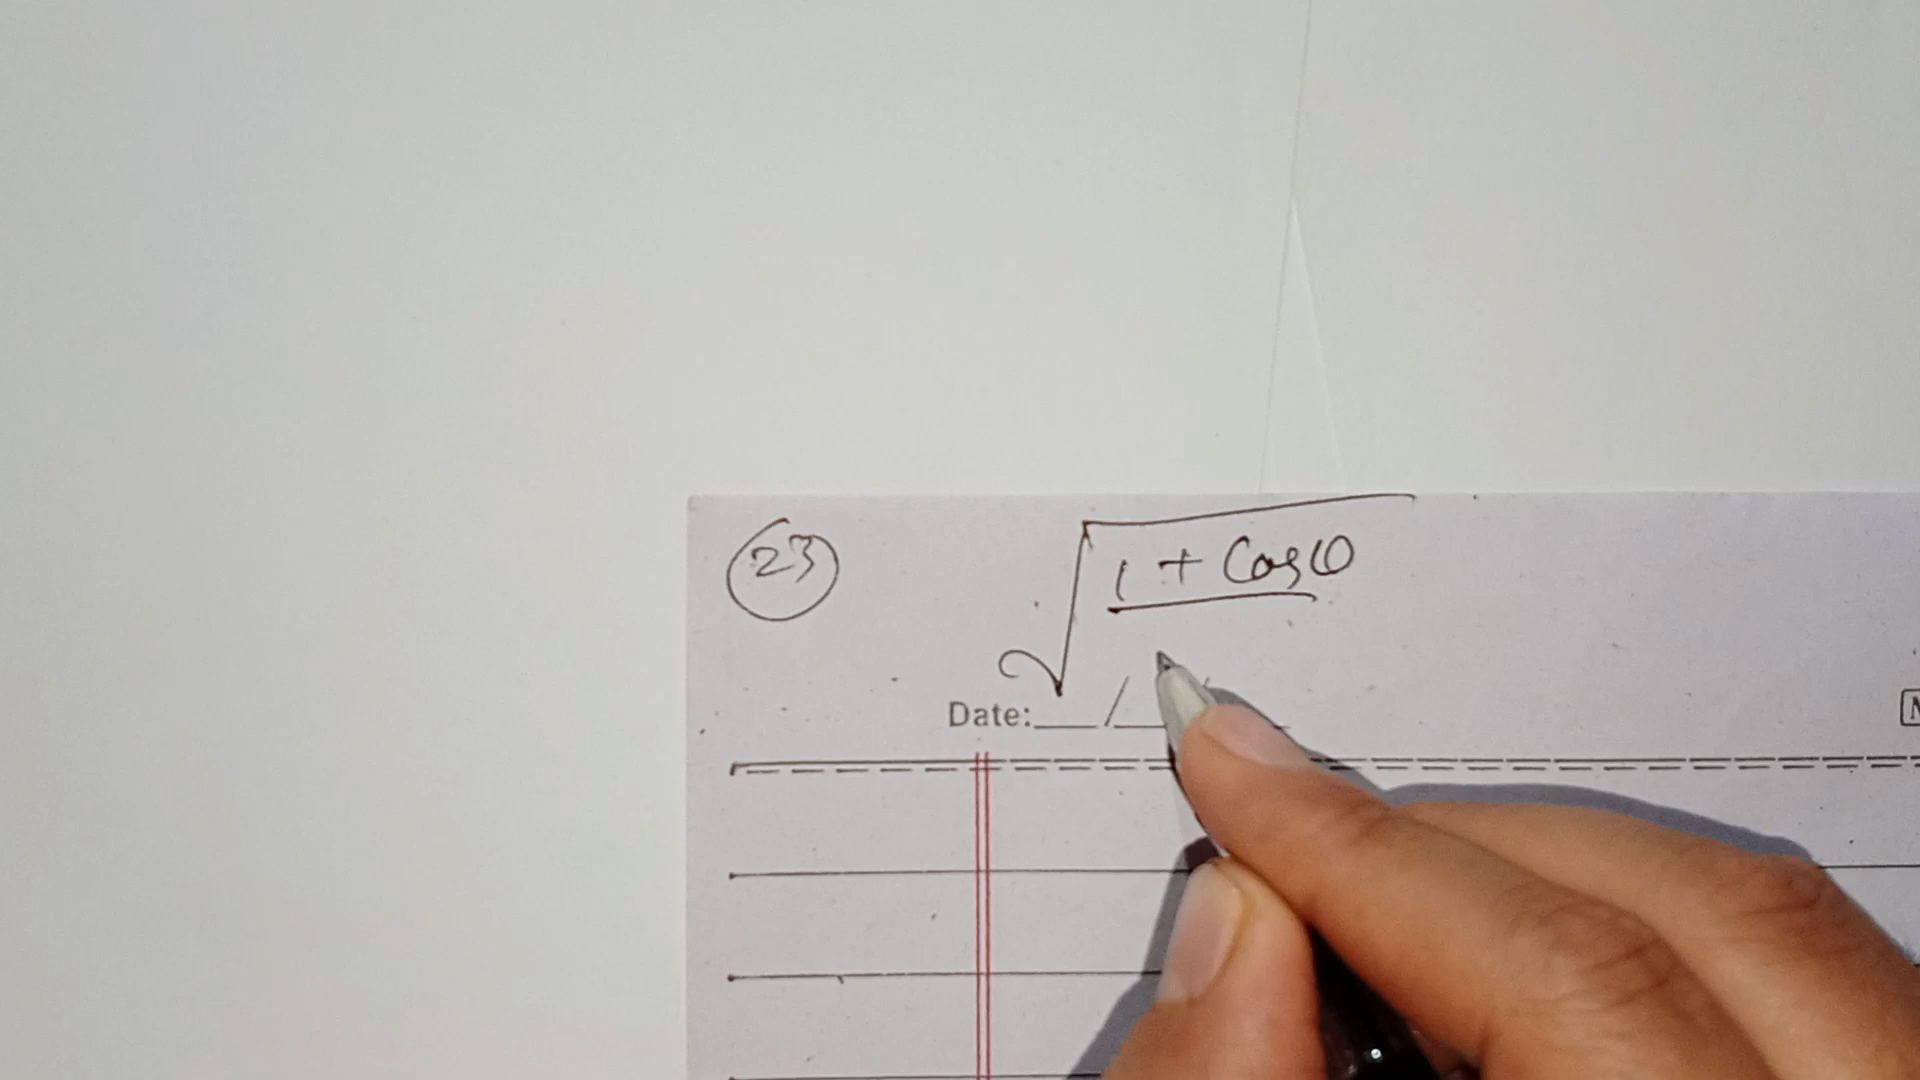 23
√1 + Cosθ
Date: